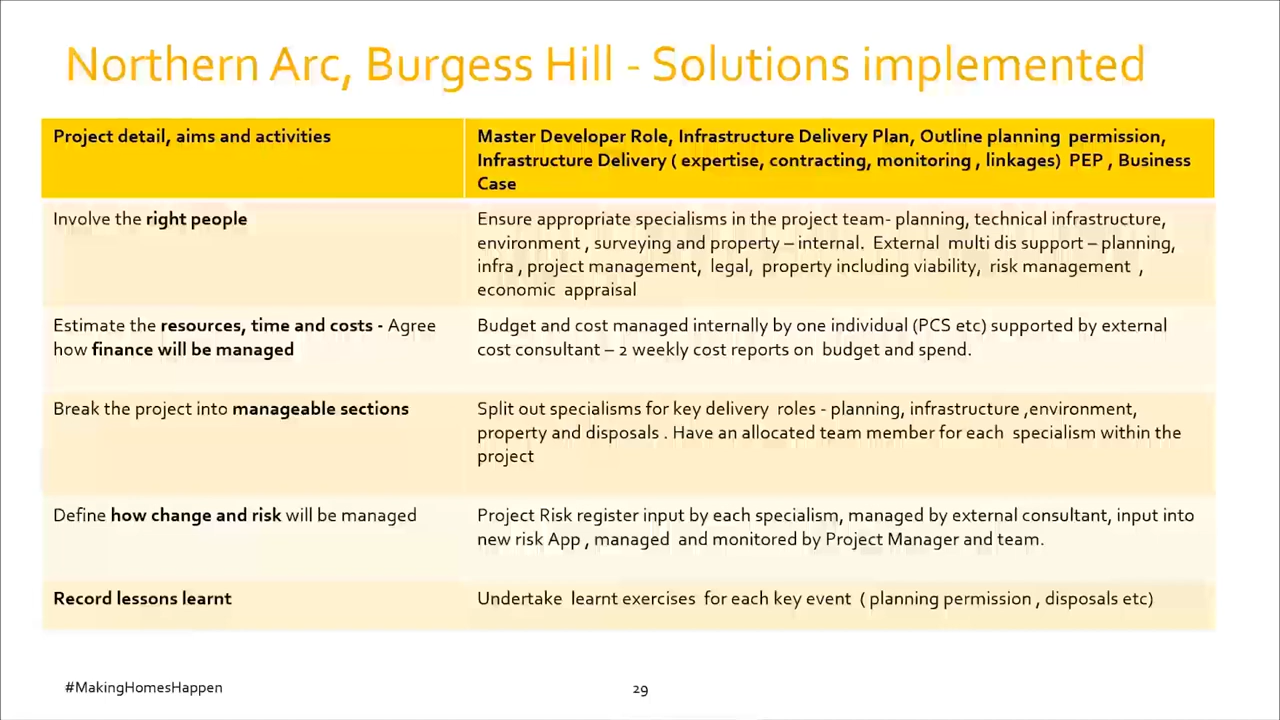 Northern Arc, Burgess Hill - Solutions implemented
Project detail, aims and activities
Master Developer Role, Infrastructure Delivery Plan, Outline planning permission,
Infrastructure Delivery ( expertise, contracting, monitoring , linkages) PEP , Business
Case
Involve the right people
Ensure appropriate specialisms in the project team- planning, technical infrastructure,
environment , surveying and property – internal. External multi dis support – planning,
infra , project management, legal, property including viability, risk management ,
economic appraisal
Estimate the resources, time and costs - Agree
how finance will be managed
Budget and cost managed internally by one individual (PCS etc) supported by external
cost consultant – 2 weekly cost reports on budget and spend.
Break the project into manageable sections
Split out specialisms for key delivery roles - planning, infrastructure ,environment,
property and disposals . Have an allocated team member for each specialism within the
project
Define how change and risk will be managed
Project Risk register input by each specialism, managed by external consultant, input into
new risk App , managed and monitored by Project Manager and team.
Record lessons learnt
Undertake learnt exercises for each key event ( planning permission , disposals etc)
#MakingHomesHappen
29